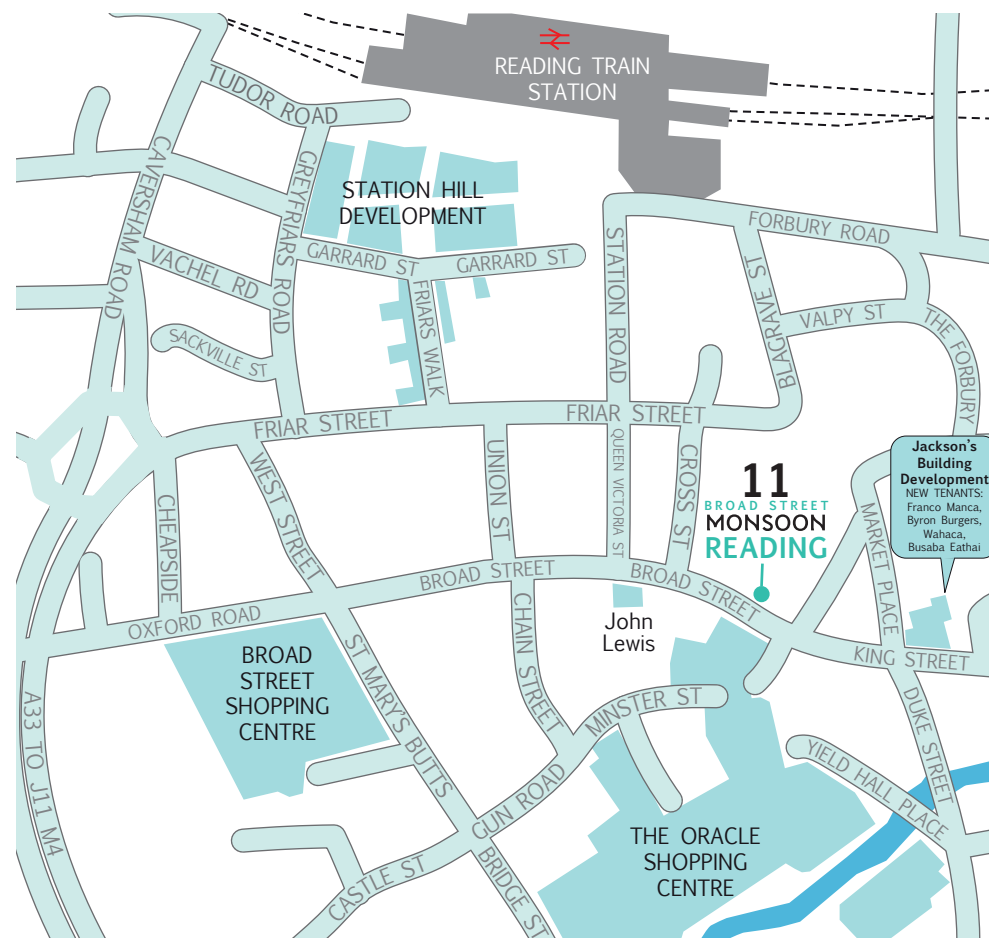 READING TRAIN
STATION
TUDOR ROAD
CAVERSHAM ROAD
GREYFRIARS ROAD
STATION HILL
DEVELOPMENT
FORBURY ROAD
GARRARD ST
GARRARD ST
VACHEL RD
STATION ROAD
BLAGRAVE ST
VALPY ST
THE FORBURY
FRIARS WALK
SACKVILLE ST
FRIAR STREET
FRIAR STREET
WEST STREET
UNION ST
QUEEN VICTORIA ST
CROSS ST
Jackson's
Building
Development
NEW TENANTS:
Franco Manca,
Byron Burgers,
Wahaca,
Busaba Eathai
11
BROAD STREET
MONSOON
READING
CHEAPSIDE
MARKET PLACE
BROAD STREET
BROAD STREET
OXFORD ROAD
CHAIN STREET
John
Lewis
KING STREET
BROAD
STREET
SHOPPING
CENTRE
ST MARY'S BUTTS
MINSTER ST
DUKE STREET
A33 TO J11 M4
GUN ROAD
YIELD HALL PLACE
THE ORACLE
SHOPPING
CENTRE
CASTLE ST
BRIDGE ST